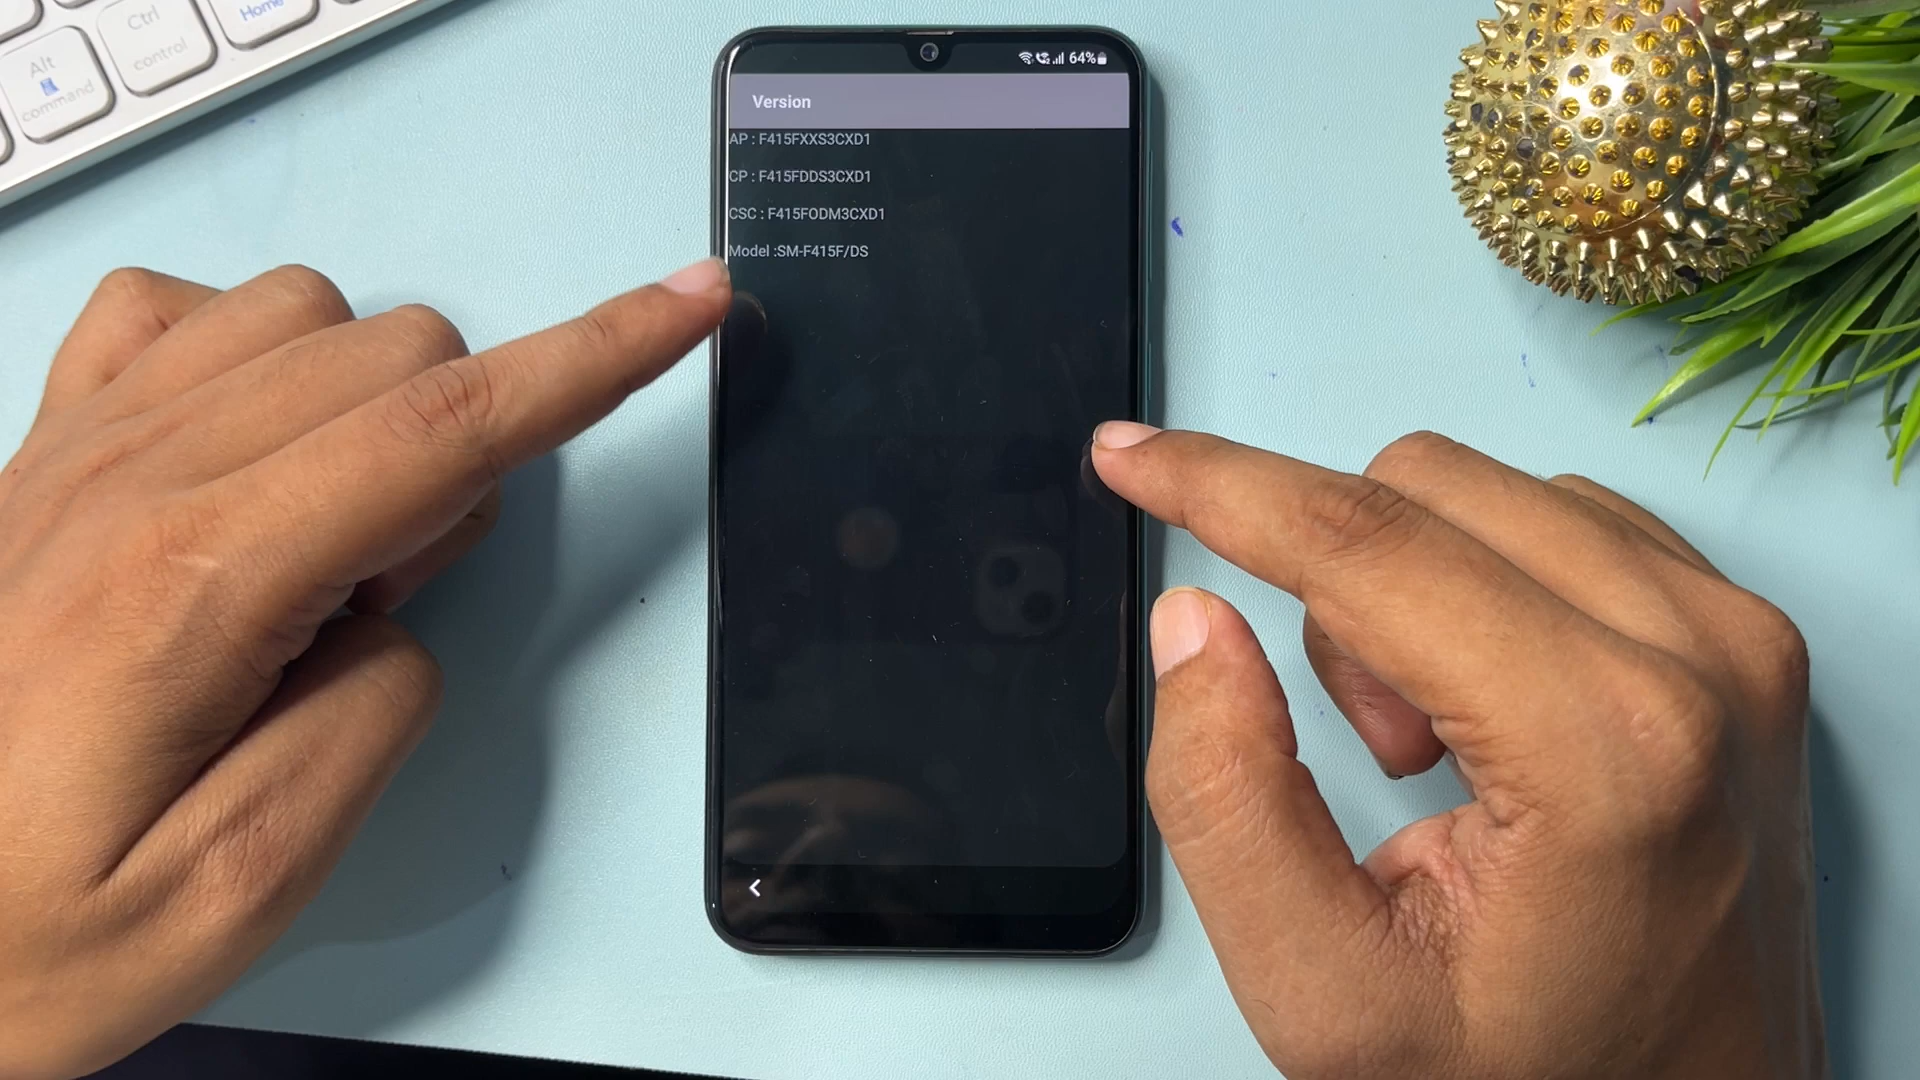 Ctrl
control
Home
Alt
command
64%
Version
AP : F415FXXS3CXD1
CP : F415FDDS3CXD1
CSC : F415FODM3CXD1
Model :SM-F415F/DS